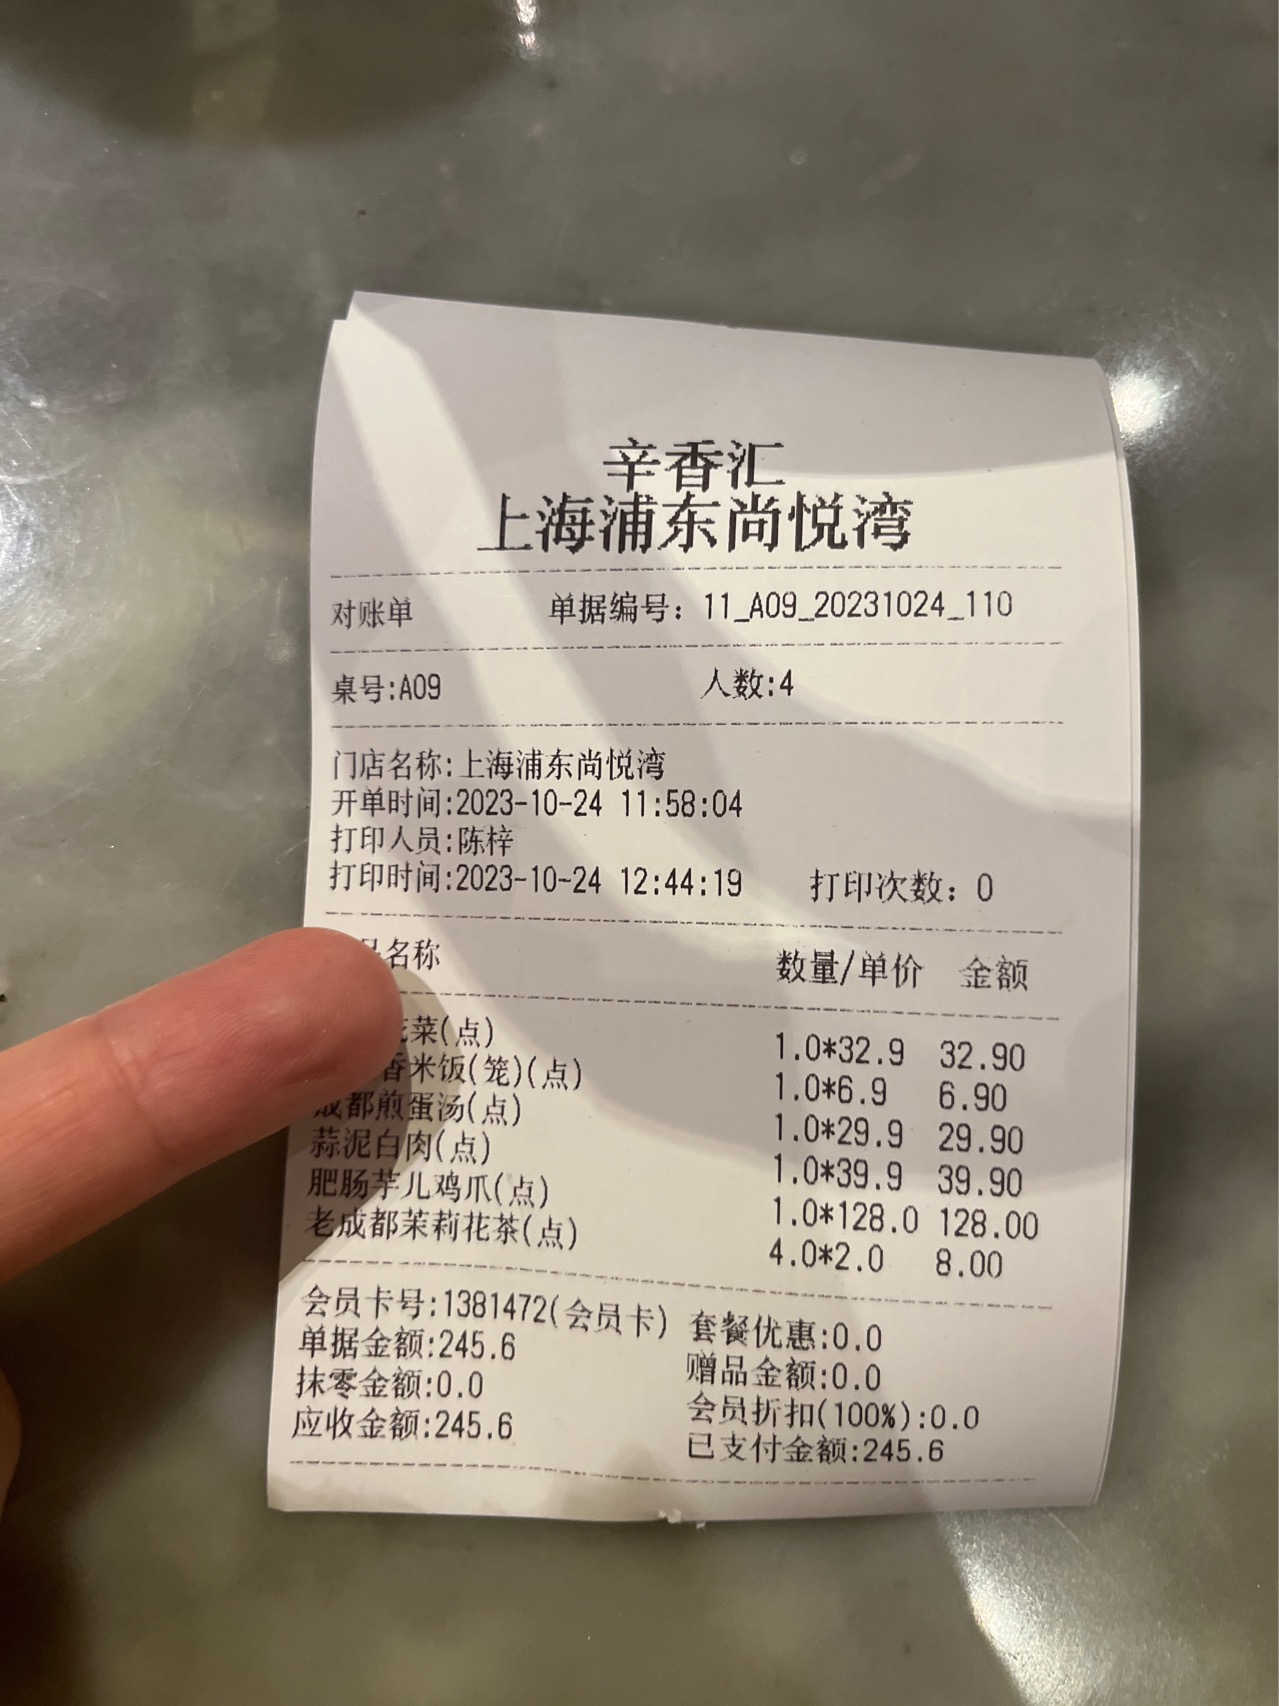 辛香汇
上海浦东尚悦湾
对账单 单据编号：11_A09_20231024_110
桌号:A09 人数:4
门店名称:上海浦东尚悦湾
开单时间:2023-10-24 11:58:04
打印人员:陈梓
打印时间:2023-10-24 12:44:19 打印次数：0
名称 数量/单价 金额
菜(点) 1.0*32.9 32.90
香米饭(笼)(点) 1.0*6.9 6.90
成都煎蛋汤(点) 1.0*29.9 29.90
蒜泥白肉(点) 1.0*39.9 39.90
肥肠芋儿鸡爪(点) 1.0*128.0 128.00
老成都茉莉花茶(点) 4.0*2.0 8.00
会员卡号:1381472(会员卡) 套餐优惠:0.0
单据金额:245.6 赠品金额:0.0
抹零金额:0.0 会员折扣(100%):0.0
应收金额:245.6 已支付金额:245.6